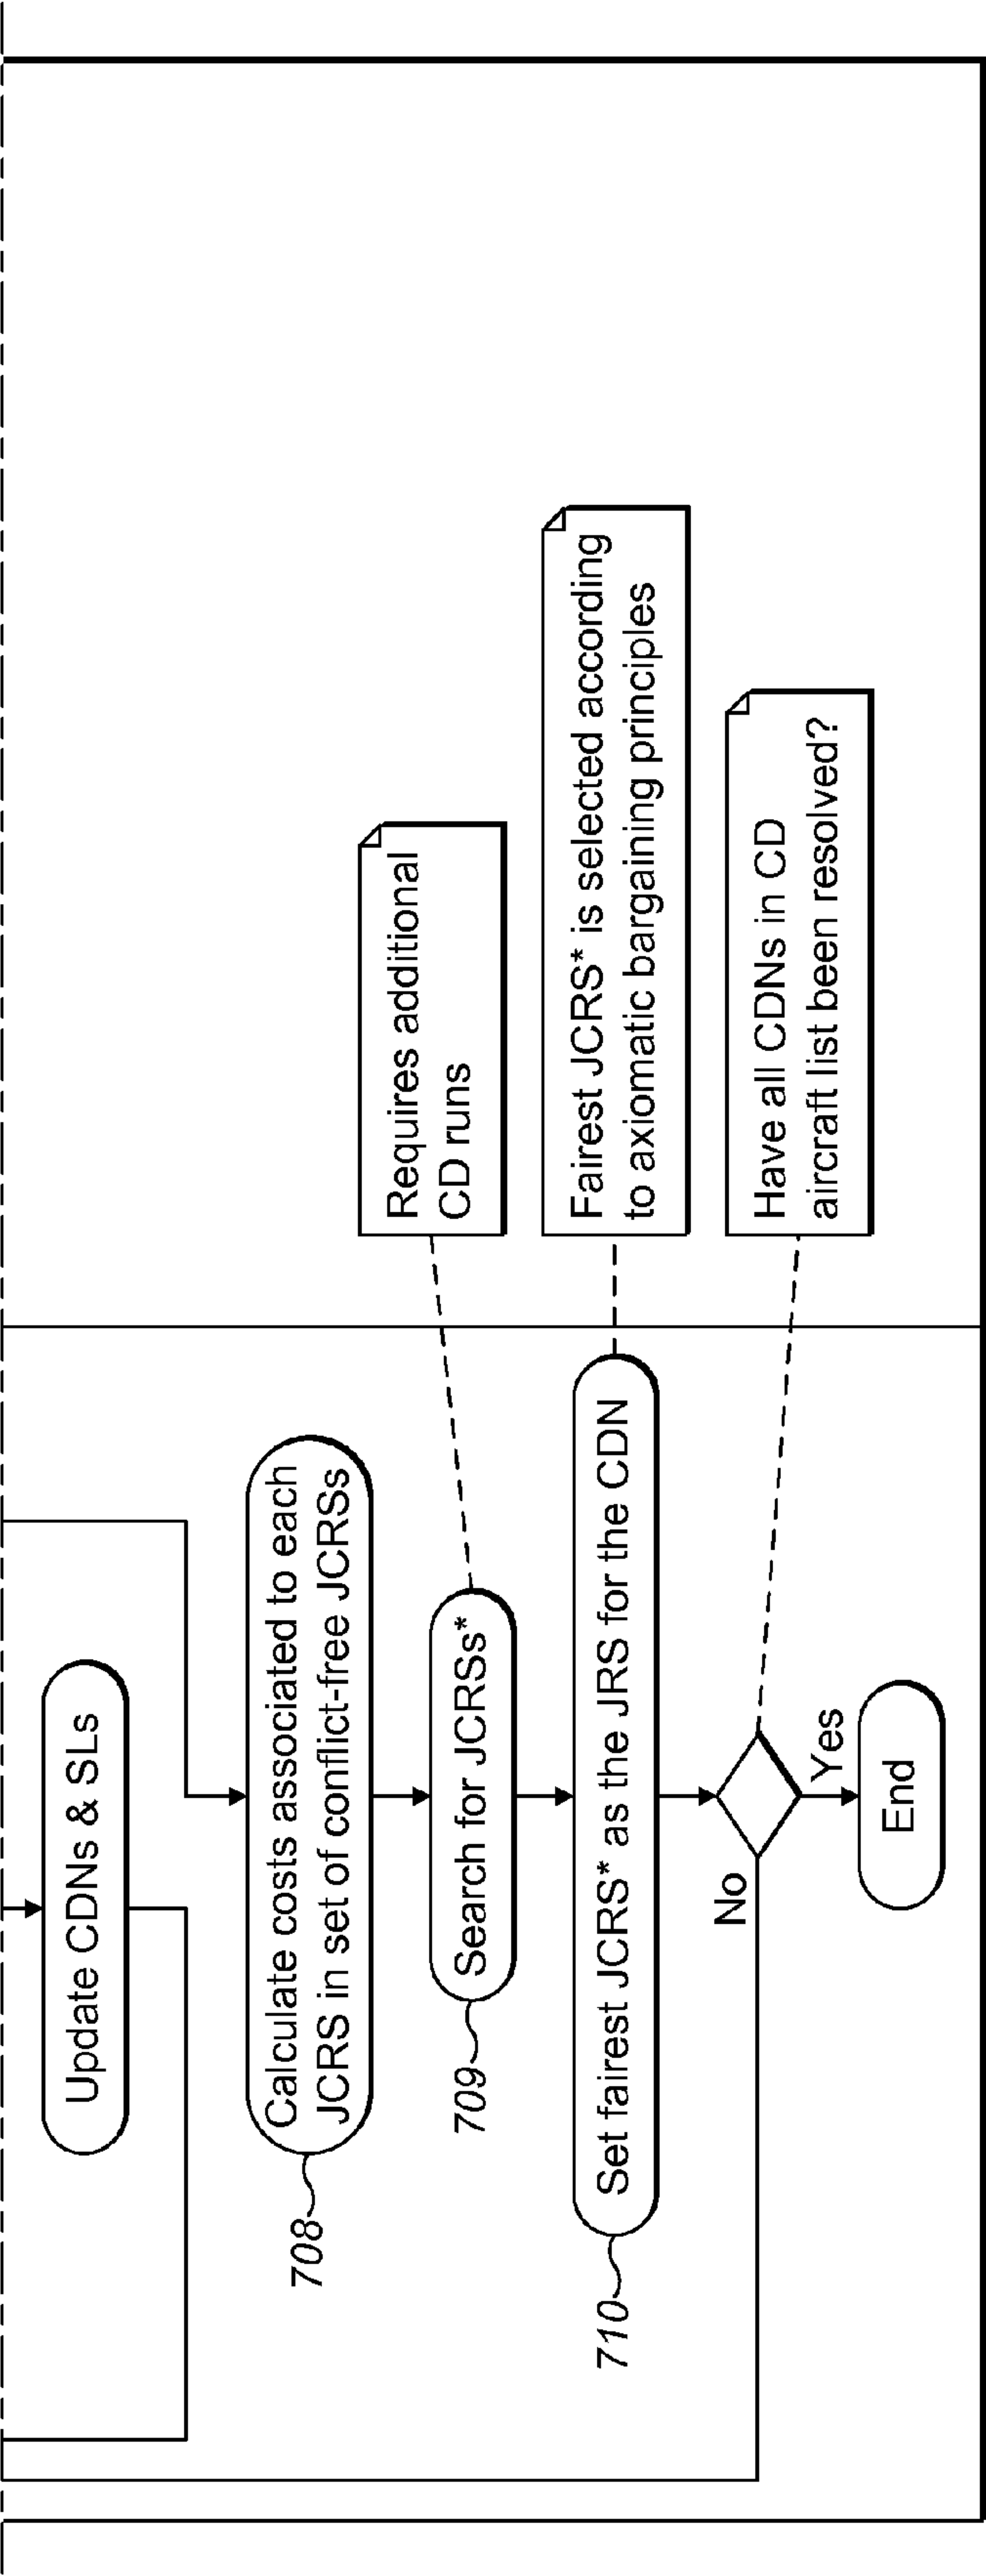 Update CDNs & SLs
708
Calculate costs associated to each
JCRS in set of conflict-free JCRSs
709
Search for JCRSs*
Requires additional
CD runs
710
Set fairest JCRS* as the JRS for the CDN
Fairest JCRS* is selected according
to axiomatic bargaining principles
Have all CDNs in CD
aircraft list been resolved?
No
Yes
End